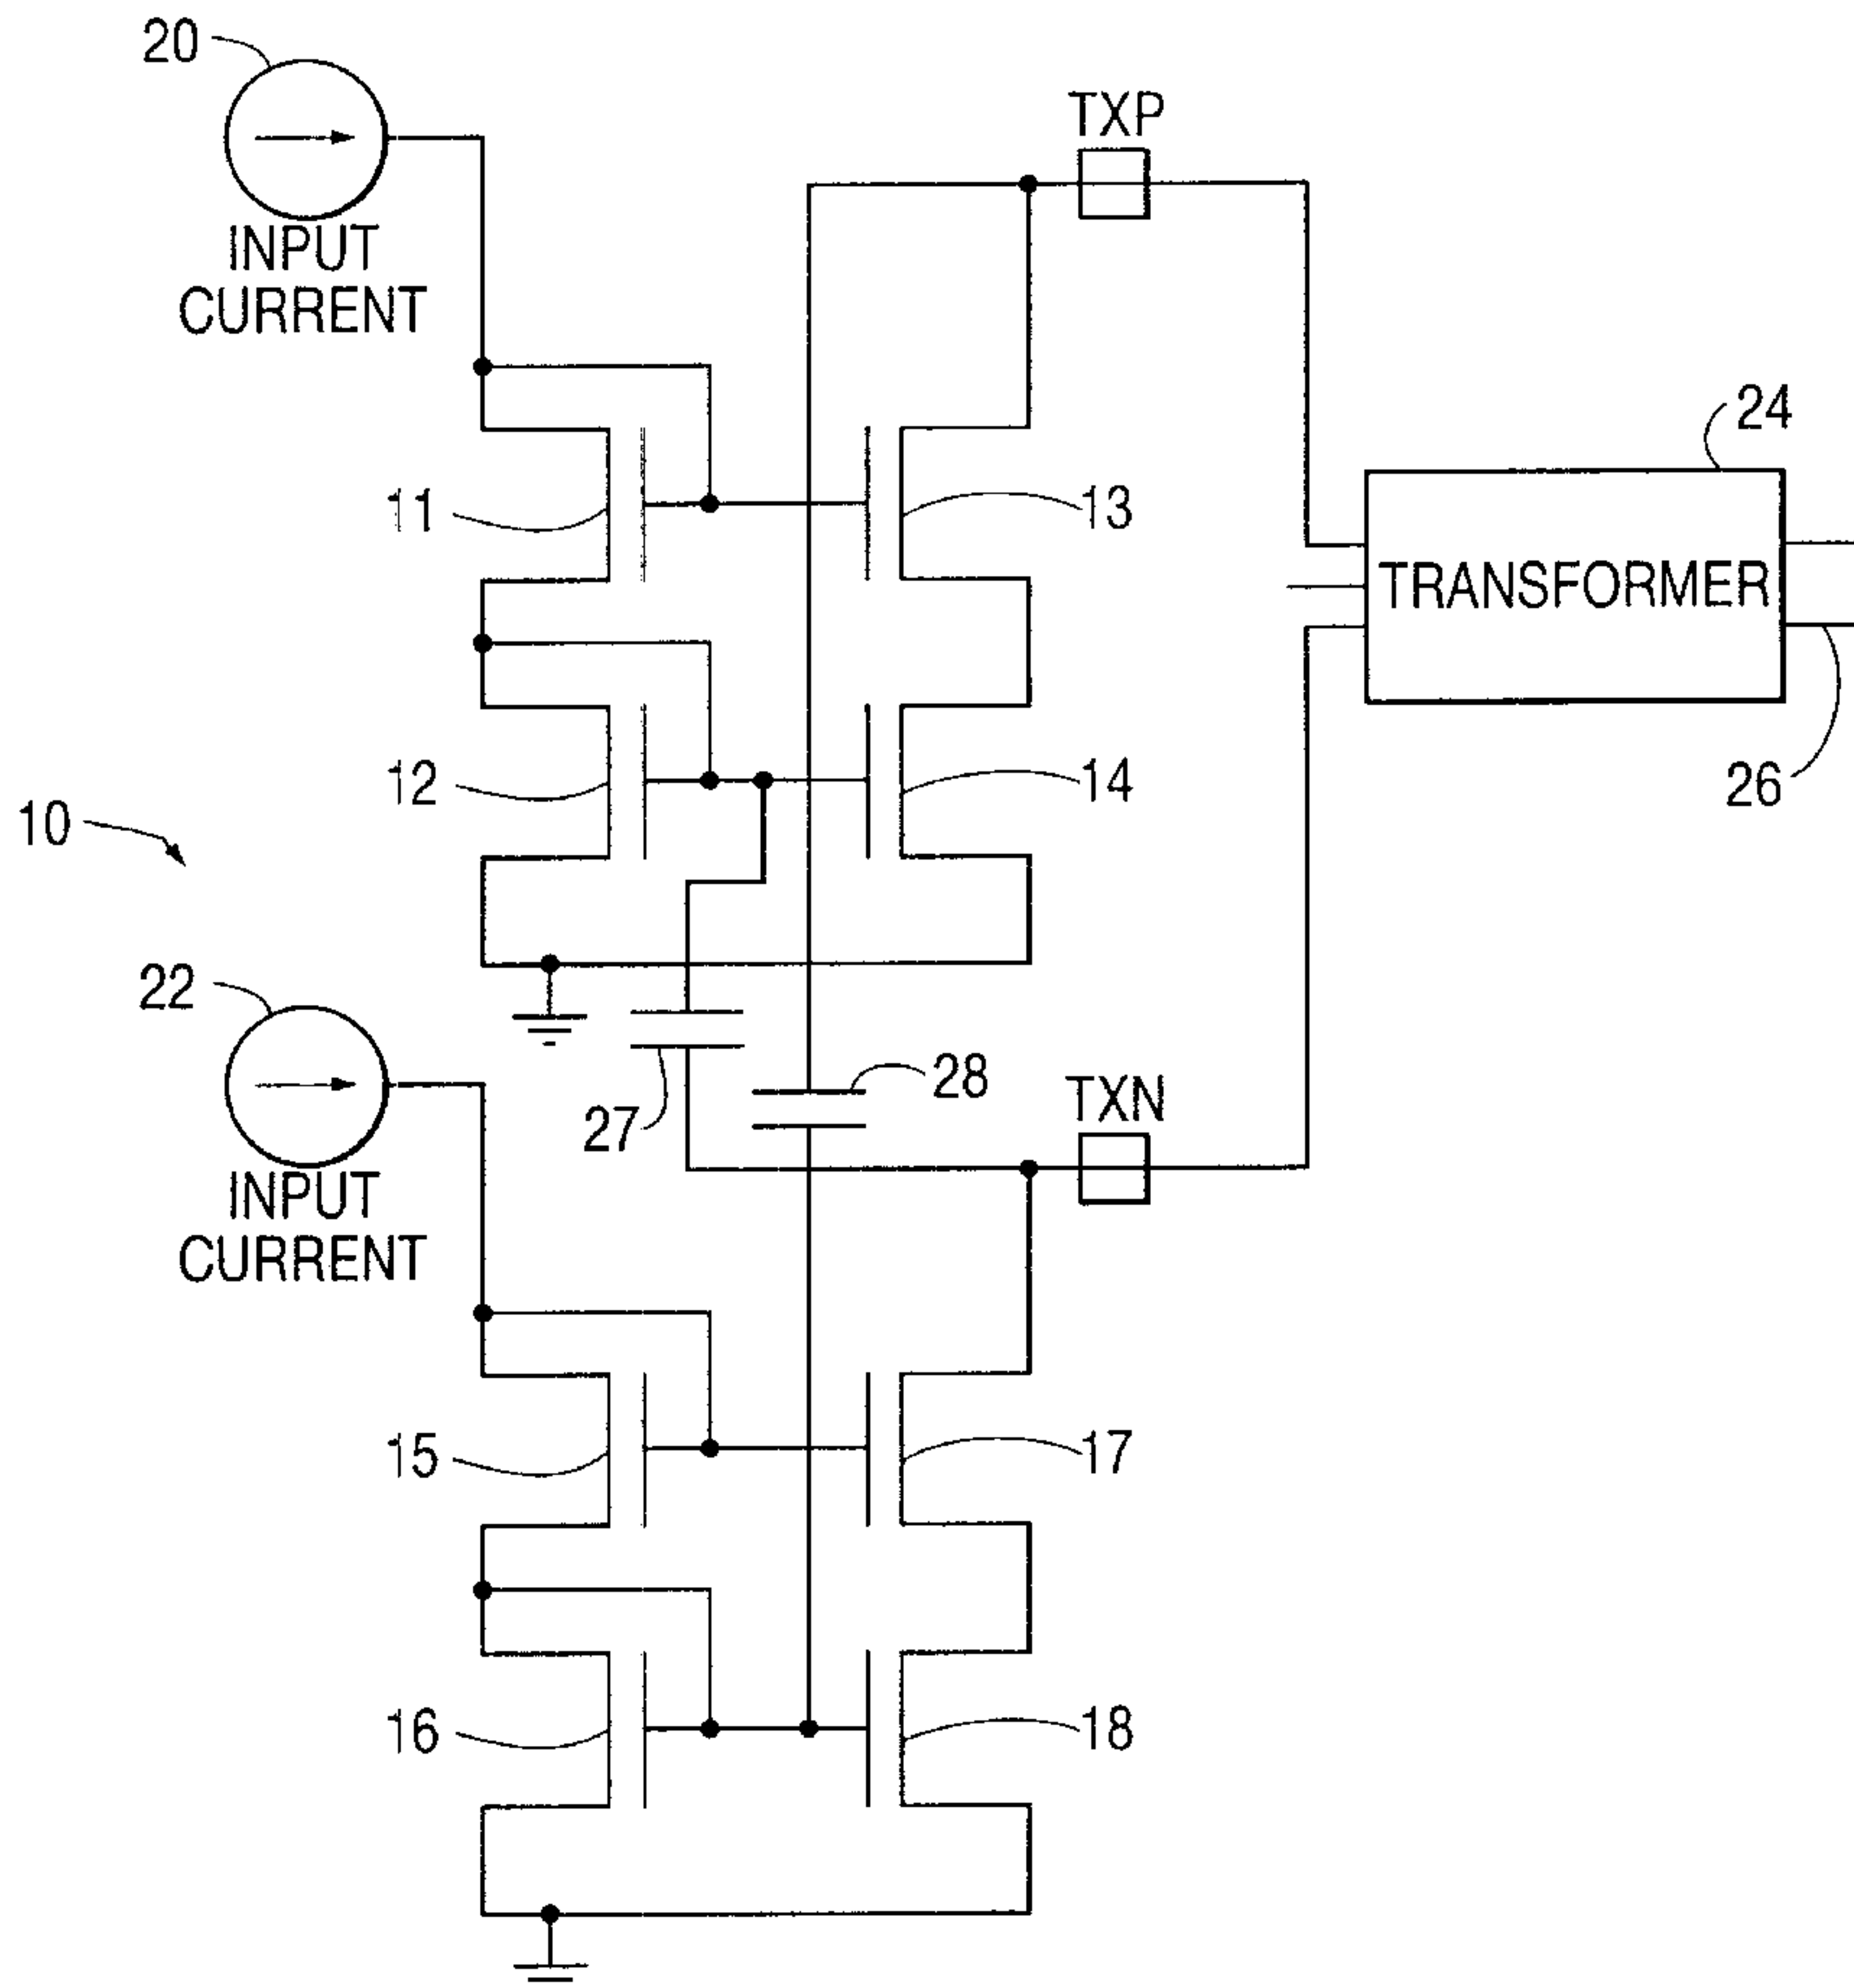 20
INPUT
CURRENT
TXP
24
11
13
TRANSFORMER
12
14
26
10
22
28
TXN
27
INPUT
CURRENT
15
17
16
18